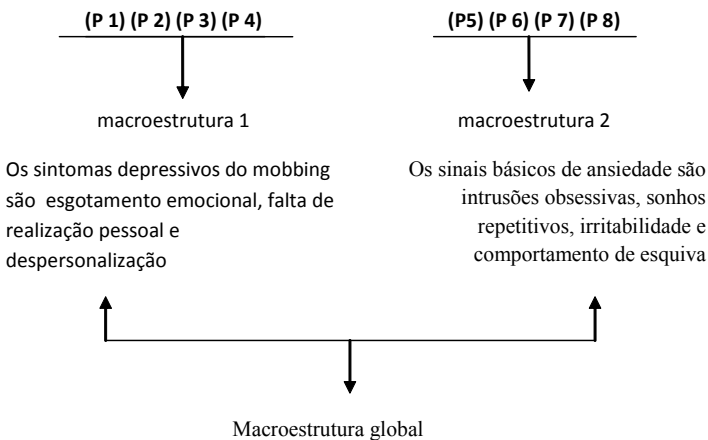 (P 1) (P 2) (P 3) (P 4)
(P5) (P 6) (P 7) (P 8)
macroestrutura 1
macroestrutura 2
Os sintomas depressivos do mobbing
são esgotamento emocional, falta de
realização pessoal e
despersonalização
Os sinais básicos de ansiedade são
intrusões obsessivas, sonhos
repetitivos, irritabilidade e
comportamento de esquiva
Macroestrutura global